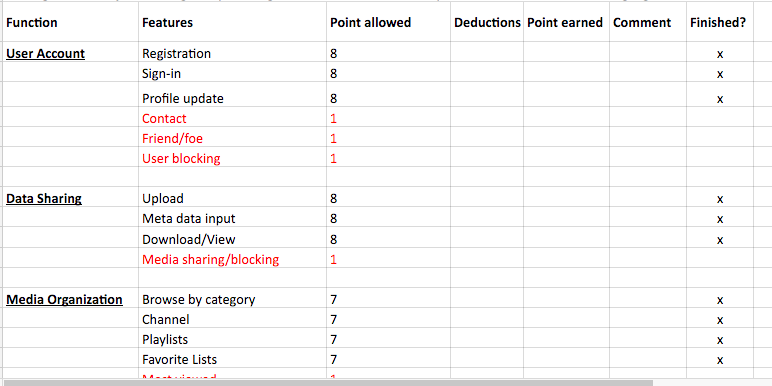 Function Features Point allowed Deductions Point earned Comment Finished?
User Account Registration 8 x
Sign-in 8 x
Profile update 8 x
Contact 1
Friend/foe 1
User blocking 1
Data Sharing Upload 8 x
Meta data input 8 x
Download/View 8 x
Media sharing/blocking 1
Media Organization Browse by category 7 x
Channel 7 x
Playlists 7 x
Favorite Lists 7 x